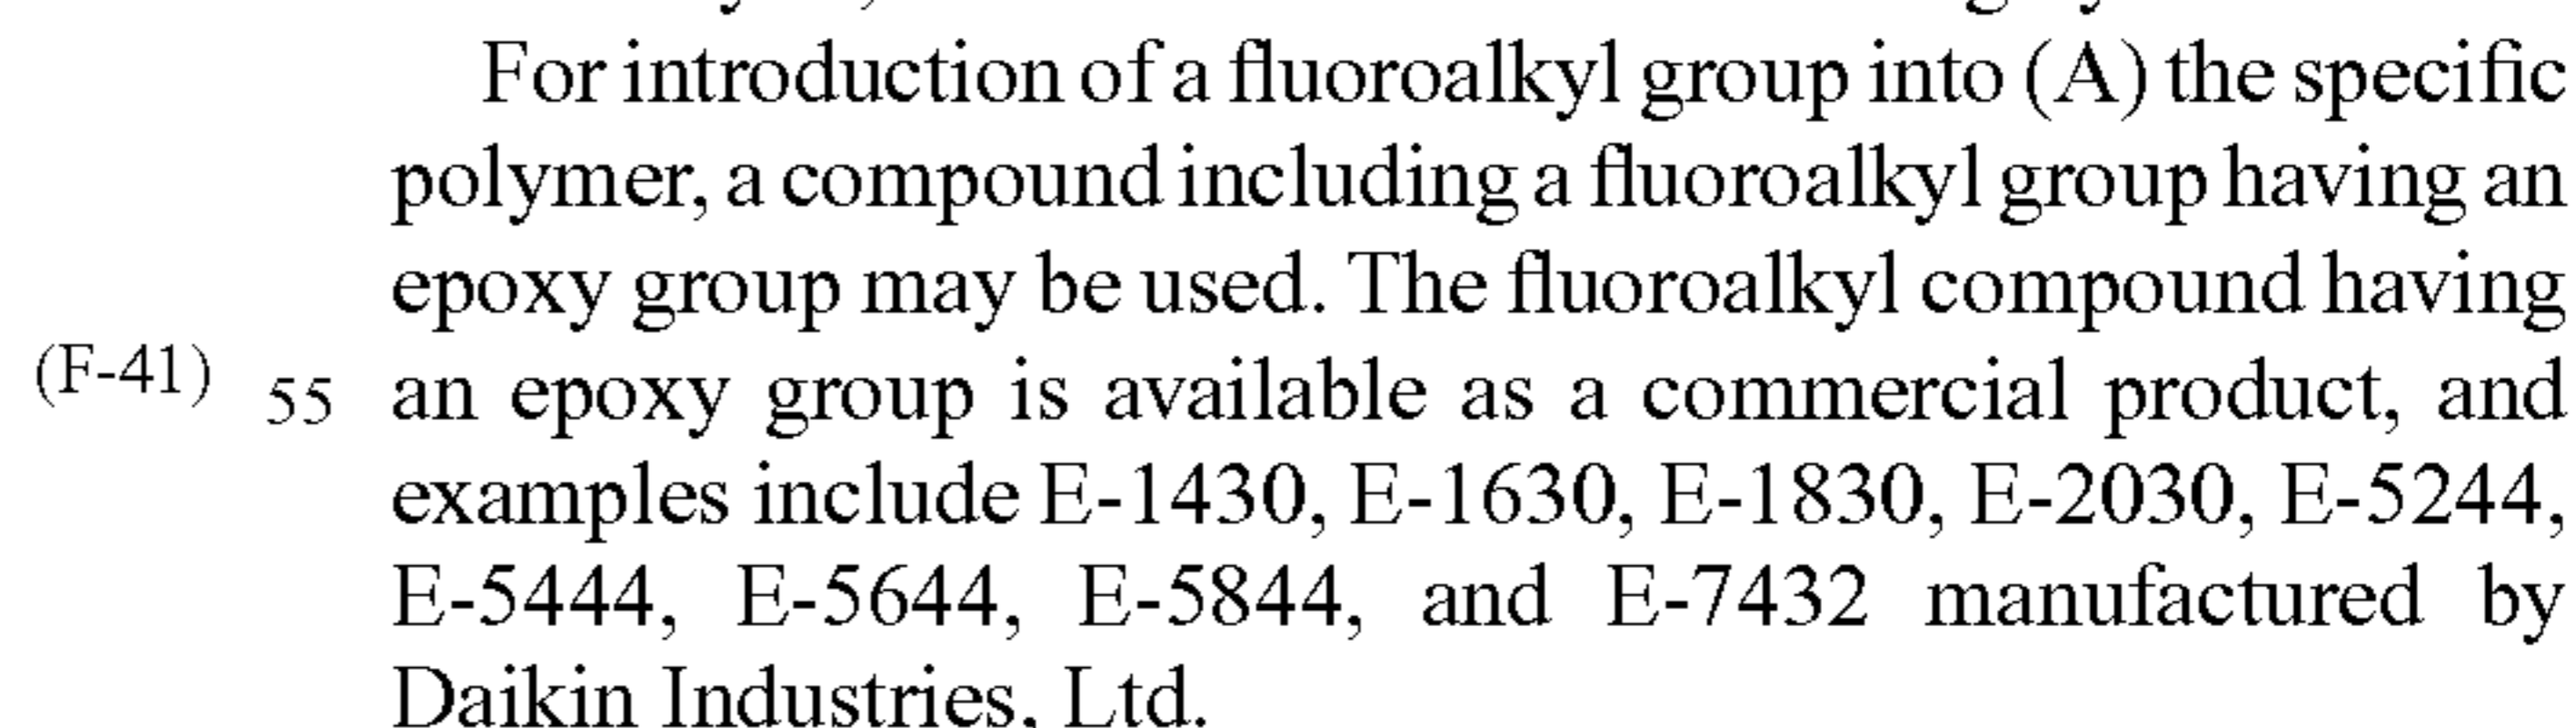 For introduction of a fluoroalkyl group into (A) the specific
polymer, a compound including a fluoroalkyl group having an
epoxy group may be used. The fluoroalkyl compound having
(F-41) 55 an epoxy group is available as a commercial product, and
examples include E-1430, E-1630, E-1830, E-2030, E-5244,
E-5444, E-5644, E-5844, and E-7432 manufactured by
Daikin Industries, Ltd.